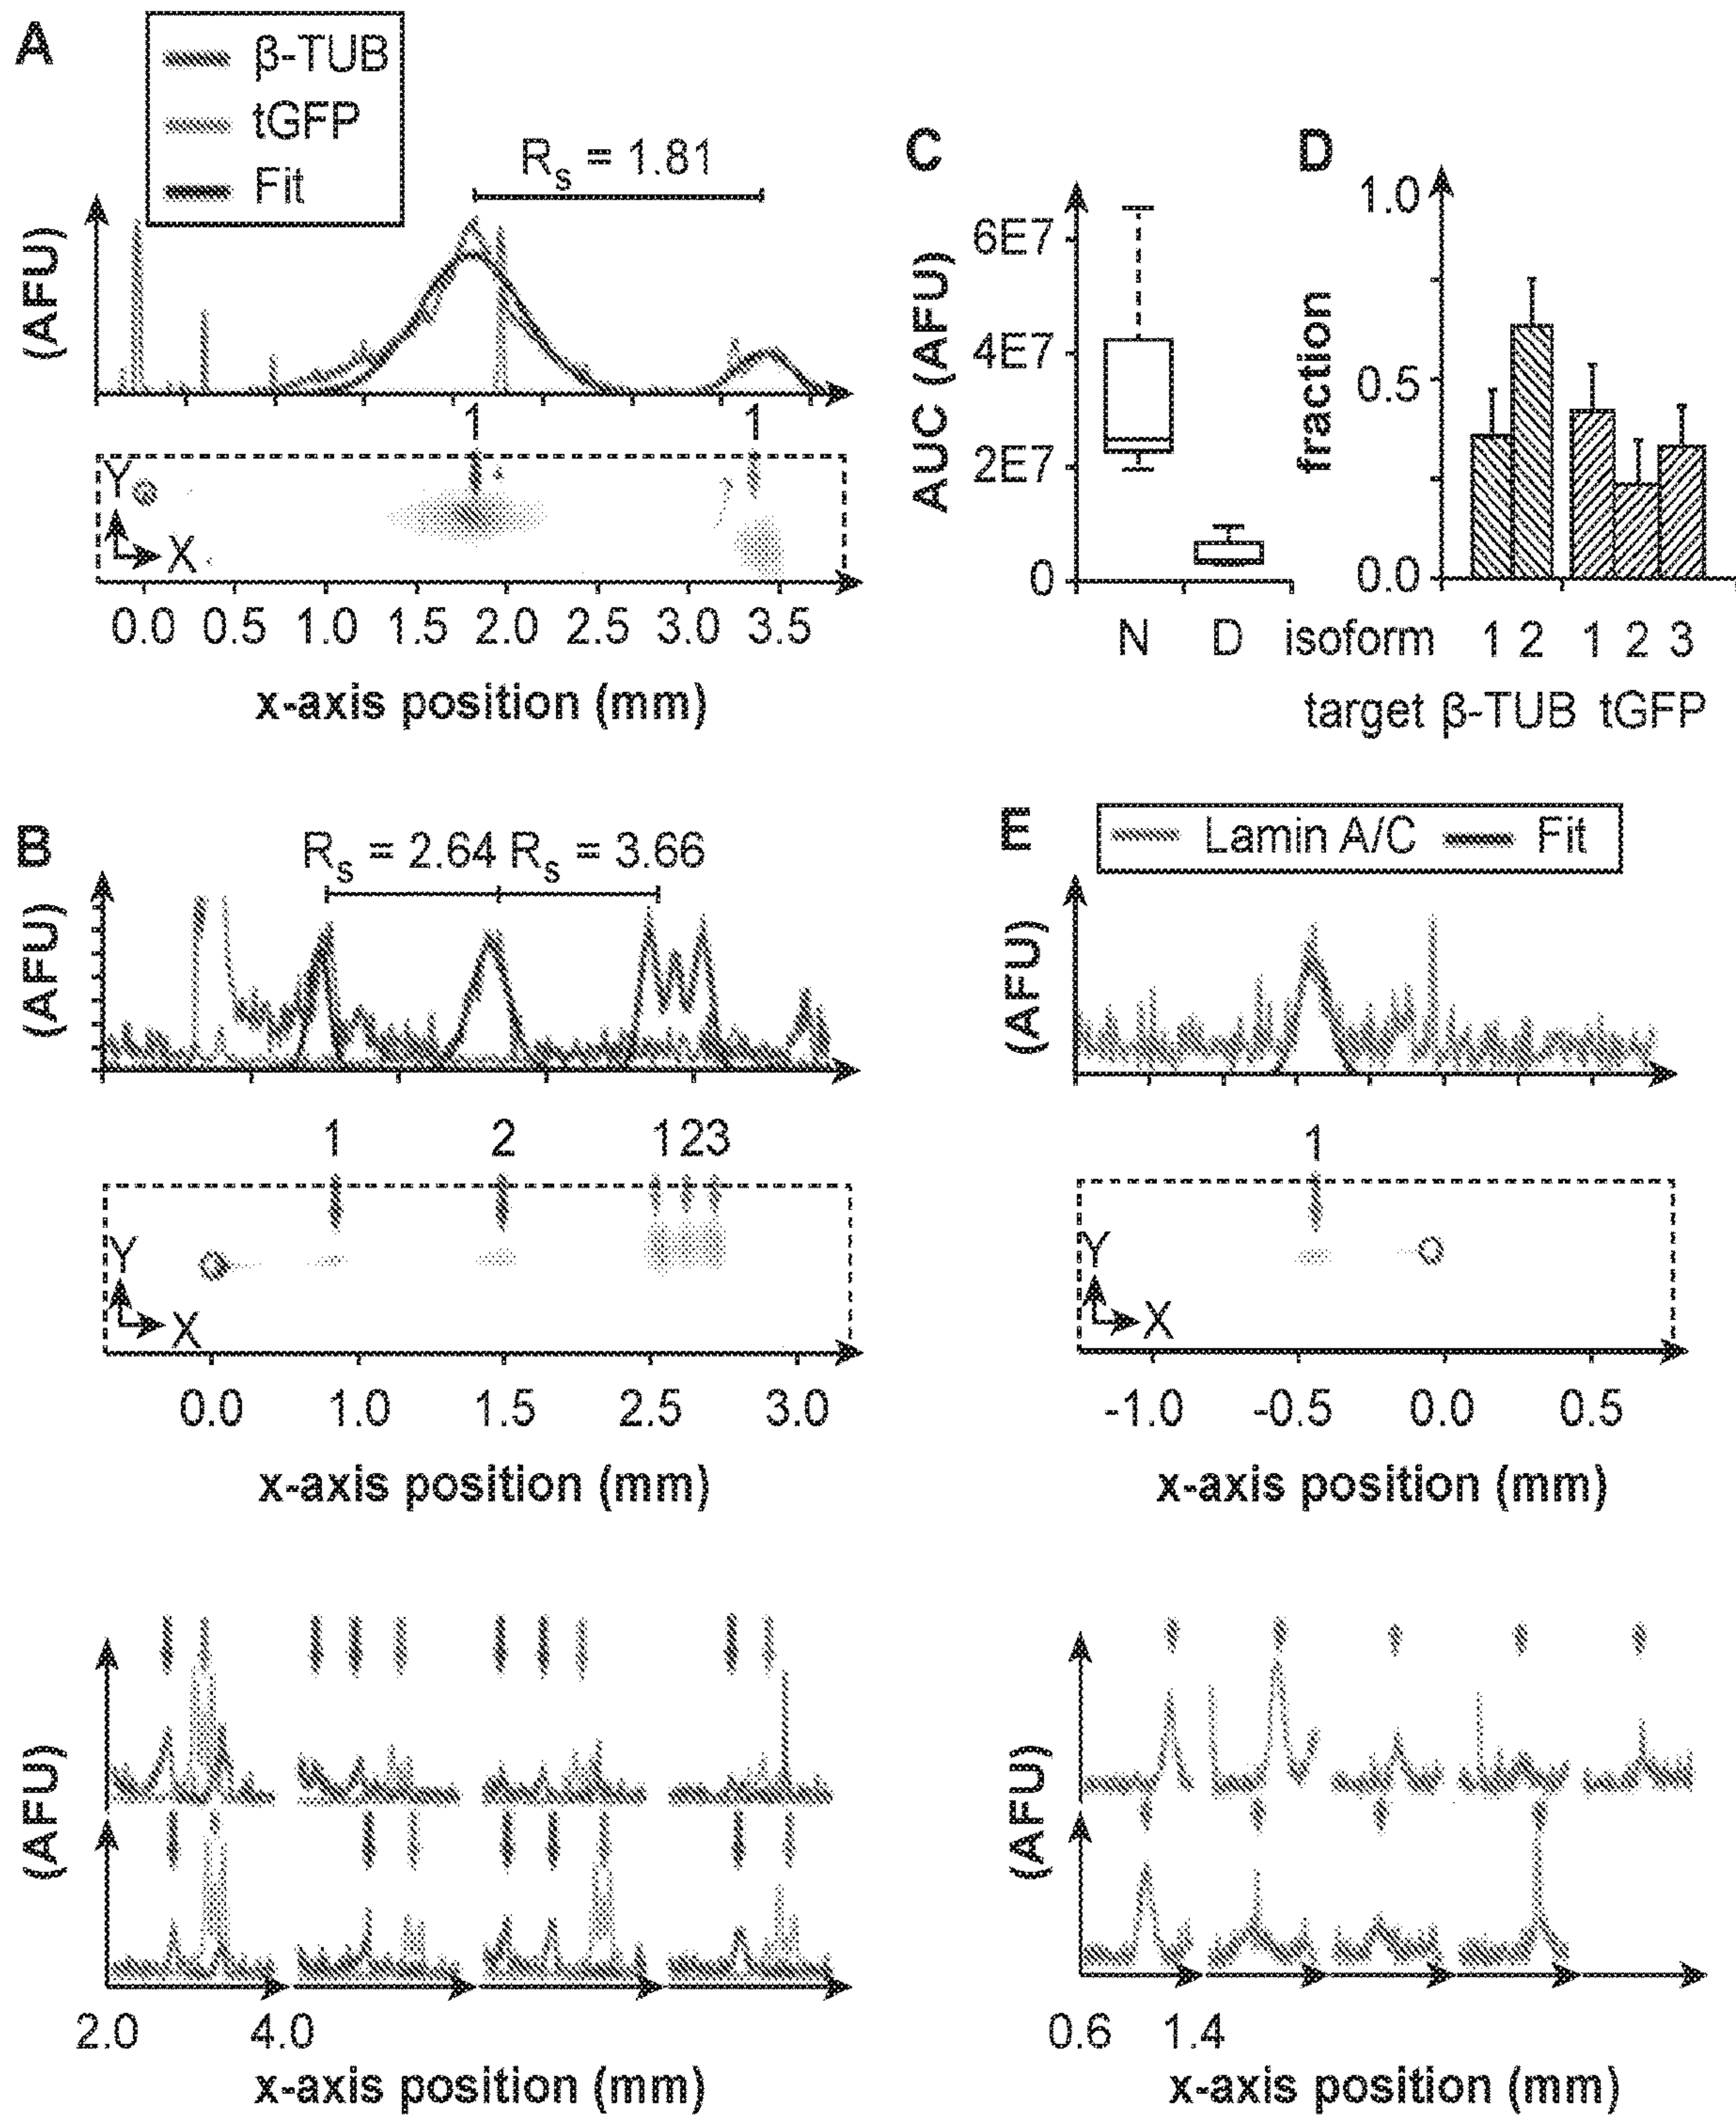 A
β-TUB
tGFP
Fit
Rs = 1.81
(AFU)
1 1
Y
X
0.0 0.5 1.0 1.5 2.0 2.5 3.0 3.5
x-axis position (mm)
C
AUC (AFU)
6E7
4E7
2E7
0
N D
D
fraction
1.0
0.5
0.0
isoform 1 2 1 2 3
target β-TUB tGFP
B
Rs = 2.64 Rs = 3.66
(AFU)
1 2 1 2 3
Y
X
0.0 1.0 1.5 2.5 3.0
x-axis position (mm)
E
Lamin A/C Fit
(AFU)
1
Y
X
-1.0 -0.5 0.0 0.5
x-axis position (mm)
(AFU)
(AFU)
2.0 4.0
x-axis position (mm)
(AFU)
(AFU)
0.6 1.4
x-axis position (mm)